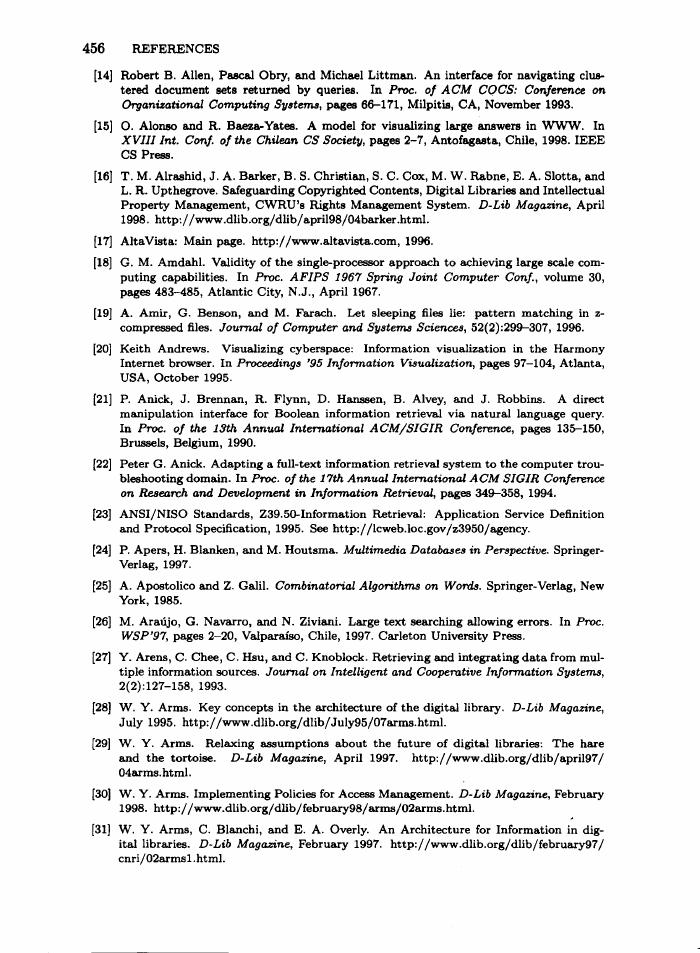 456 REFERENCES
[14] Robert B. Allen, Pascal Obry, and Michael Littman. An interface for navigating clus-
tered document sets returned by queries. In Proc. of ACM COCS: Conference on
Organizational Computing Systems, pages 66–171, Milpitis, CA, November 1993.
[15] O. Alonso and R. Baeza-Yates. A model for visualizing large answers in WWW. In
XVIII Int. Conf. of the Chilean CS Society, pages 2–7, Antofagasta, Chile, 1998. IEEE
CS Press.
[16] T. M. Alrashid, J. A. Barker, B. S. Christian, S. C. Cox, M. W. Rabne, E. A. Slotta, and
L. R. Upthegrove. Safeguarding Copyrighted Contents, Digital Libraries and Intellectual
Property Management, CWRU's Rights Management System. D-Lib Magazine, April
1998. http://www.dlib.org/dlib/april98/04barker.html.
[17] AltaVista: Main page. http://www.altavista.com, 1996.
[18] G. M. Amdahl. Validity of the single-processor approach to achieving large scale com-
puting capabilities. In Proc. AFIPS 1967 Spring Joint Computer Conf., volume 30,
pages 483–485, Atlantic City, N.J., April 1967.
[19] A. Amir, G. Benson, and M. Farach. Let sleeping files lie: pattern matching in z-
compressed files. Journal of Computer and Systems Sciences, 52(2):299–307, 1996.
[20] Keith Andrews. Visualizing cyberspace: Information visualization in the Harmony
Internet browser. In Proceedings '95 Information Visualization, pages 97–104, Atlanta,
USA, October 1995.
[21] P. Anick, J. Brennan, R. Flynn, D. Hanssen, B. Alvey, and J. Robbins. A direct
manipulation interface for Boolean information retrieval via natural language query.
In Proc. of the 13th Annual International ACM/SIGIR Conference, pages 135–150,
Brussels, Belgium, 1990.
[22] Peter G. Anick. Adapting a full-text information retrieval system to the computer trou-
bleshooting domain. In Proc. of the 17th Annual International ACM SIGIR Conference
on Research and Development in Information Retrieval, pages 349–358, 1994.
[23] ANSI/NISO Standards, Z39.50-Information Retrieval: Application Service Definition
and Protocol Specification, 1995. See http://lcweb.loc.gov/z3950/agency.
[24] P. Apers, H. Blanken, and M. Houtsma. Multimedia Databases in Perspective. Springer-
Verlag, 1997.
[25] A. Apostolico and Z. Galil. Combinatorial Algorithms on Words. Springer-Verlag, New
York, 1985.
[26] M. Araújo, G. Navarro, and N. Ziviani. Large text searching allowing errors. In Proc.
WSP'97, pages 2–20, Valparaíso, Chile, 1997. Carleton University Press.
[27] Y. Arens, C. Chee, C. Hsu, and C. Knoblock. Retrieving and integrating data from mul-
tiple information sources. Journal on Intelligent and Cooperative Information Systems,
2(2):127–158, 1993.
[28] W. Y. Arms. Key concepts in the architecture of the digital library. D-Lib Magazine,
July 1995. http://www.dlib.org/dlib/July95/07arms.html.
[29] W. Y. Arms. Relaxing assumptions about the future of digital libraries: The hare
and the tortoise. D-Lib Magazine, April 1997. http://www.dlib.org/dlib/april97/
04arms.html.
[30] W. Y. Arms. Implementing Policies for Access Management. D-Lib Magazine, February
1998. http://www.dlib.org/dlib/february98/arms/02arms.html.
[31] W. Y. Arms, C. Blanchi, and E. A. Overly. An Architecture for Information in dig-
ital libraries. D-Lib Magazine, February 1997. http://www.dlib.org/dlib/february97/
cnri/02arms1.html.